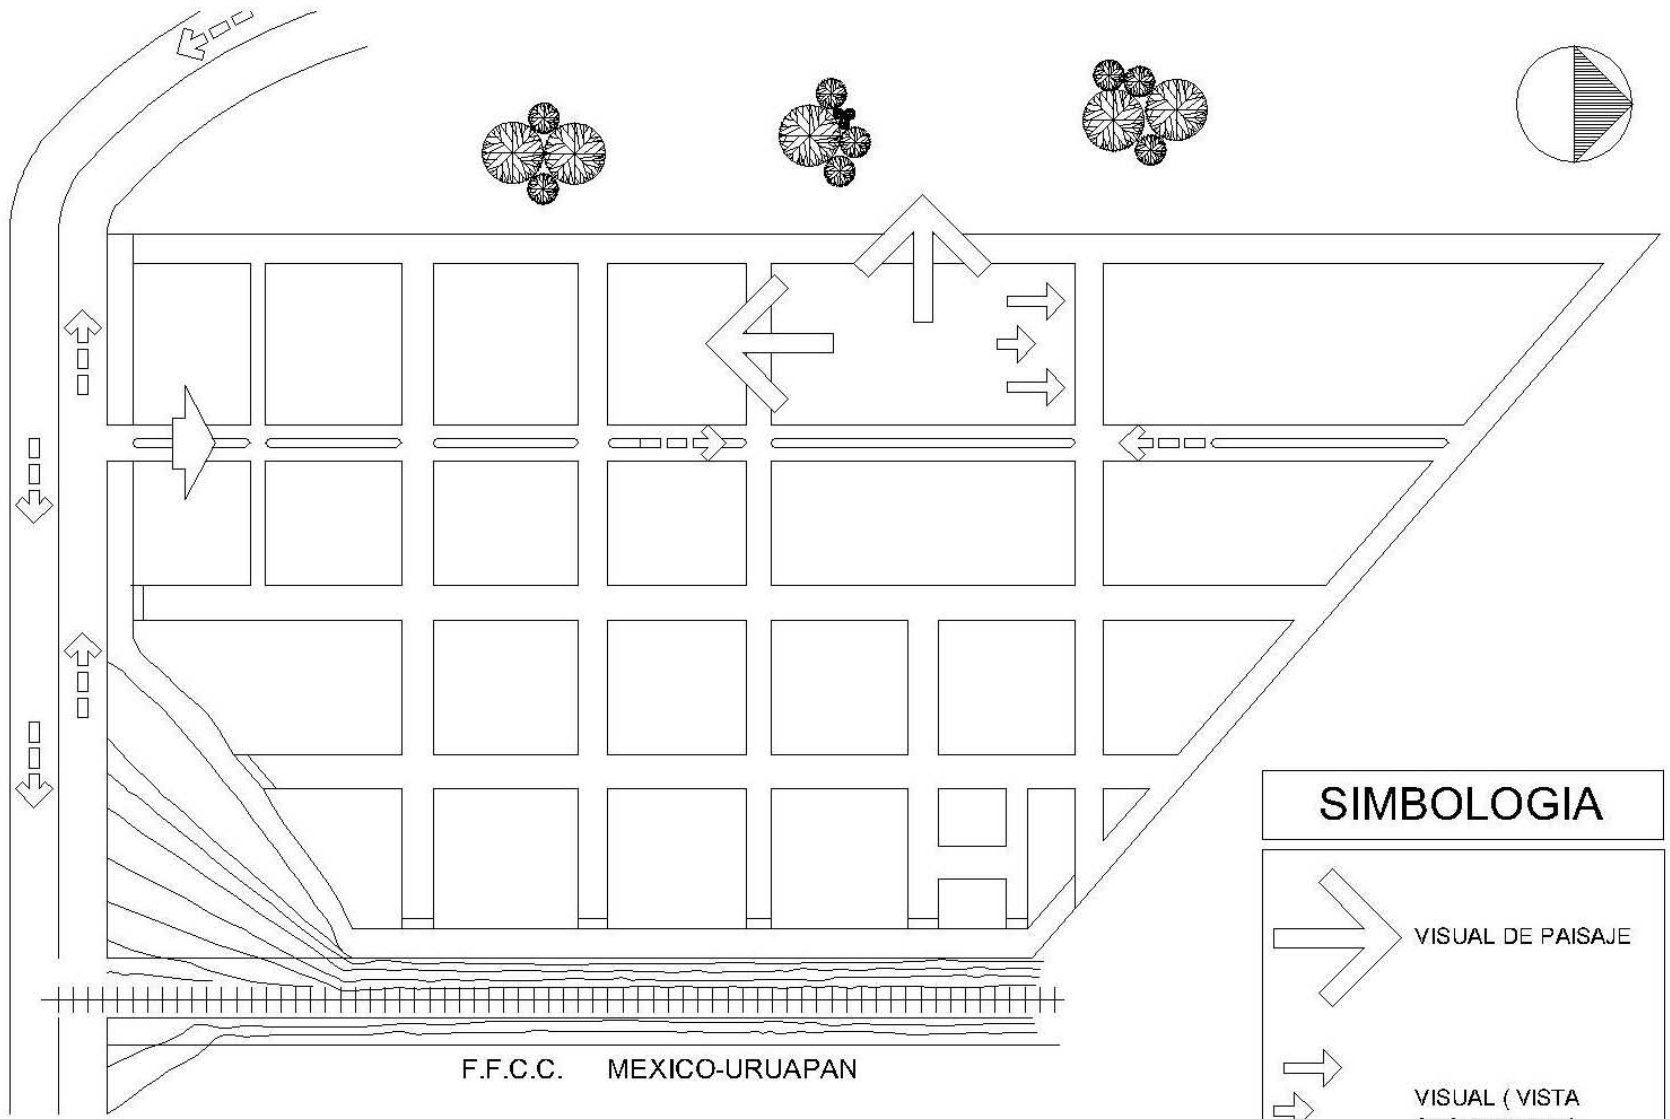 SIMBOLOGIA
VISUAL DE PAISAJE
VISUAL ( VISTA
F.F.C.C. MEXICO-URUAPAN